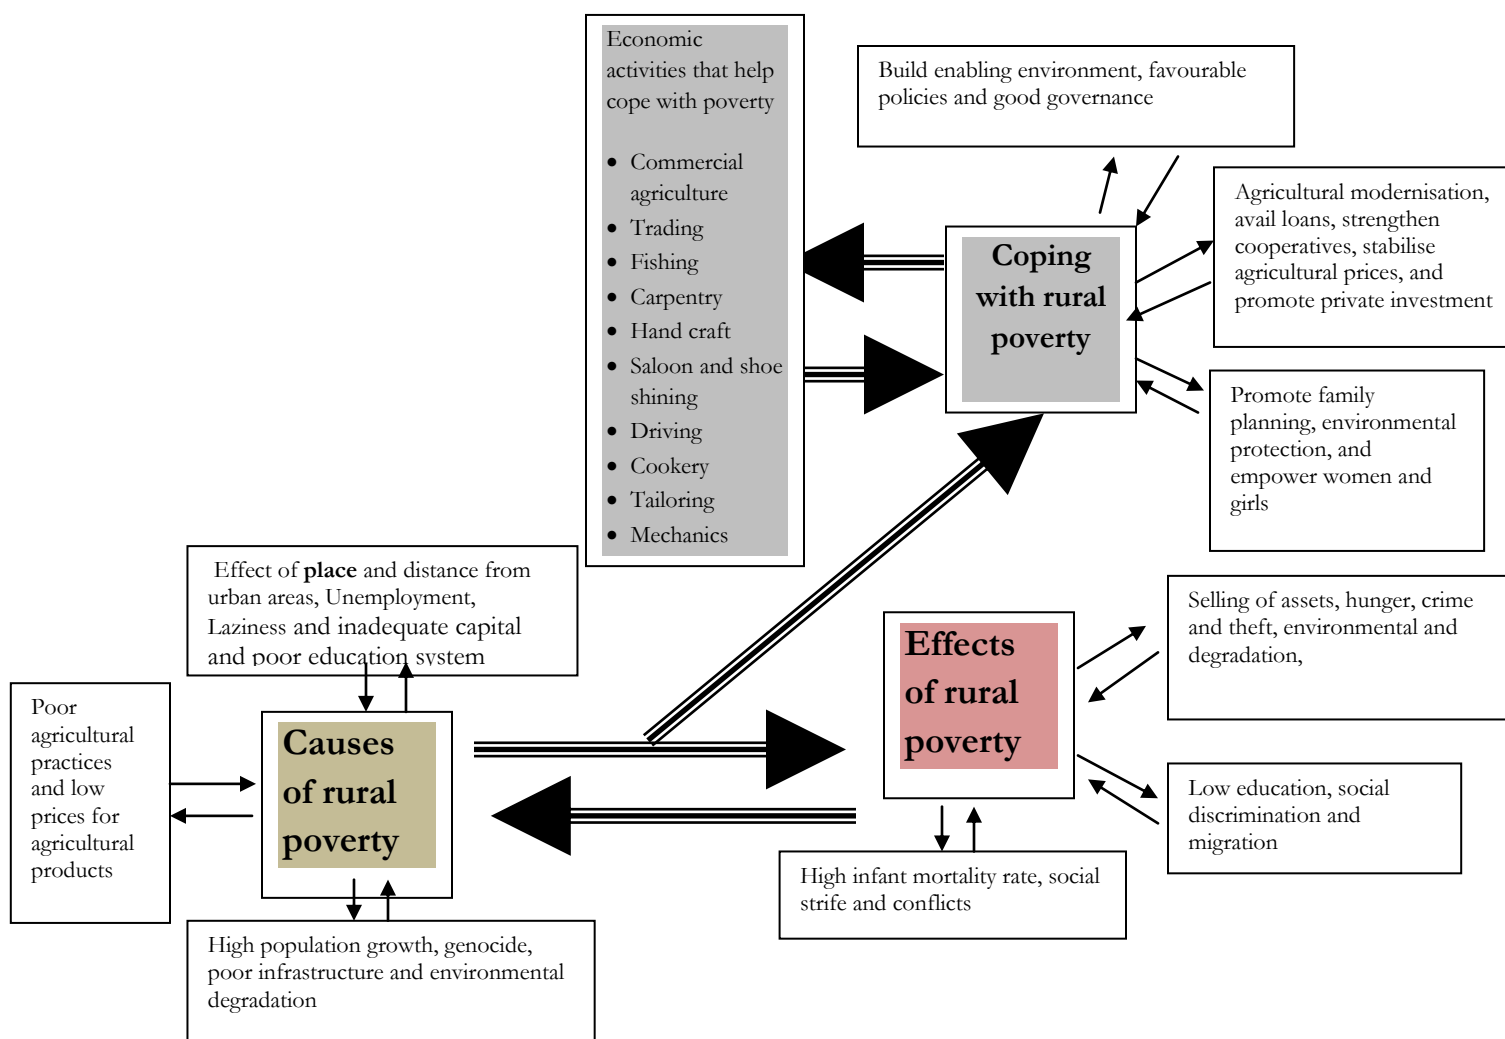 Economic
activities that help
cope with poverty
• Commercial
agriculture
• Trading
• Fishing
• Carpentry
• Hand craft
• Saloon and shoe
shining
• Driving
• Cookery
• Tailoring
• Mechanics
Build enabling environment, favourable
policies and good governance
Coping
with rural
poverty
Agricultural modernisation,
avail loans, strengthen
cooperatives, stabilise
agricultural prices, and
promote private investment
Promote family
planning, environmental
protection, and
empower women and
girls
Effect of place and distance from
urban areas, Unemployment,
Laziness and inadequate capital
and poor education system
Poor
agricultural
practices
and low
prices for
agricultural
products
Causes
of rural
poverty
High population growth, genocide,
poor infrastructure and environmental
degradation
Effects
of rural
poverty
Selling of assets, hunger, crime
and theft, environmental and
degradation,
Low education, social
discrimination and
migration
High infant mortality rate, social
strife and conflicts